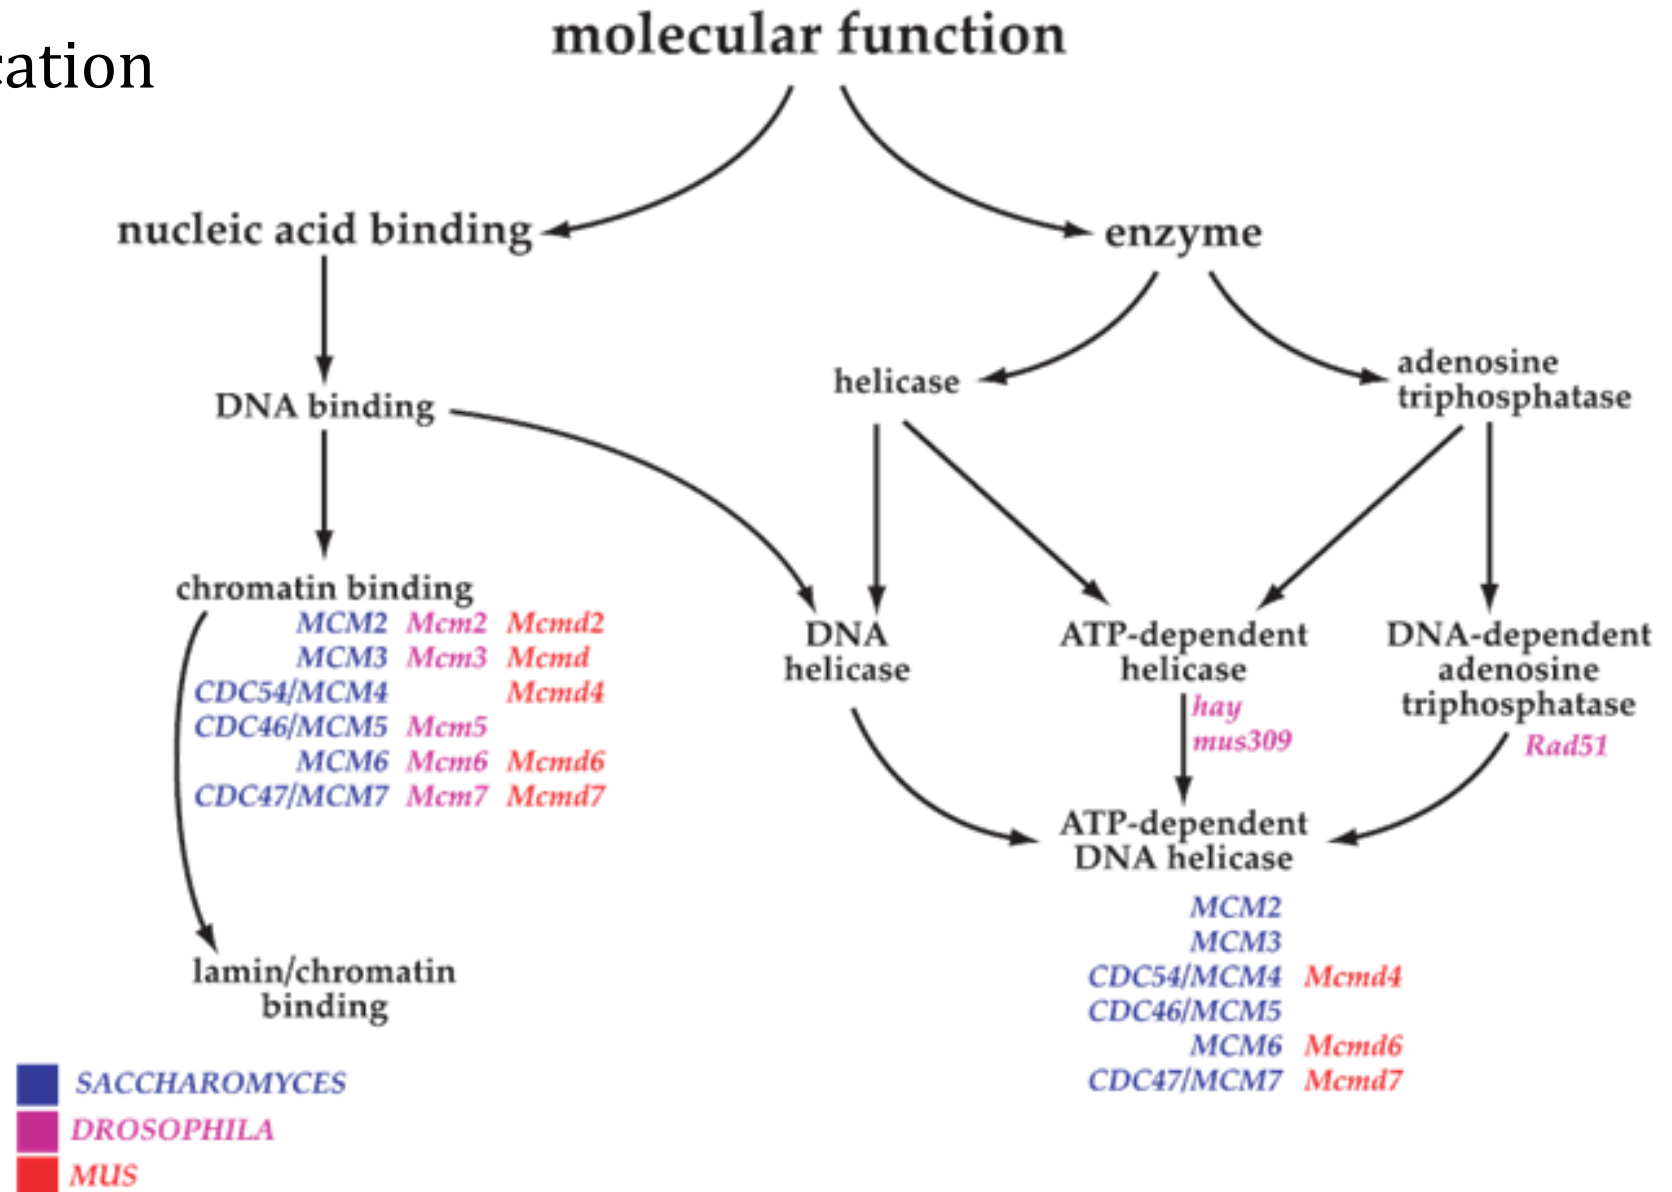 molecular function
cation
nucleic acid binding
enzyme
adenosine
triphosphatase
helicase
DNA binding
chromatin binding
MCM2 Mcm2 Mcmd2
MCM3 Mcm3 Mcmd
CDC54/MCM4 Mcmd4
CDC46/MCM5 Mcm5
MCM6 Mcm6 Mcmd6
CDC47/MCM7 Mcm7 Mcmd7
DNA
helicase
ATP-dependent
helicase
hay
mus309
DNA-dependent
adenosine
triphosphatase
Rad51
ATP-dependent
DNA helicase
MCM2
MCM3
CDC54/MCM4 Mcmd4
CDC46/MCM5
MCM6 Mcmd6
CDC47/MCM7 Mcmd7
lamin/chromatin
binding
SACCHAROMYCES
DROSOPHILA
MUS